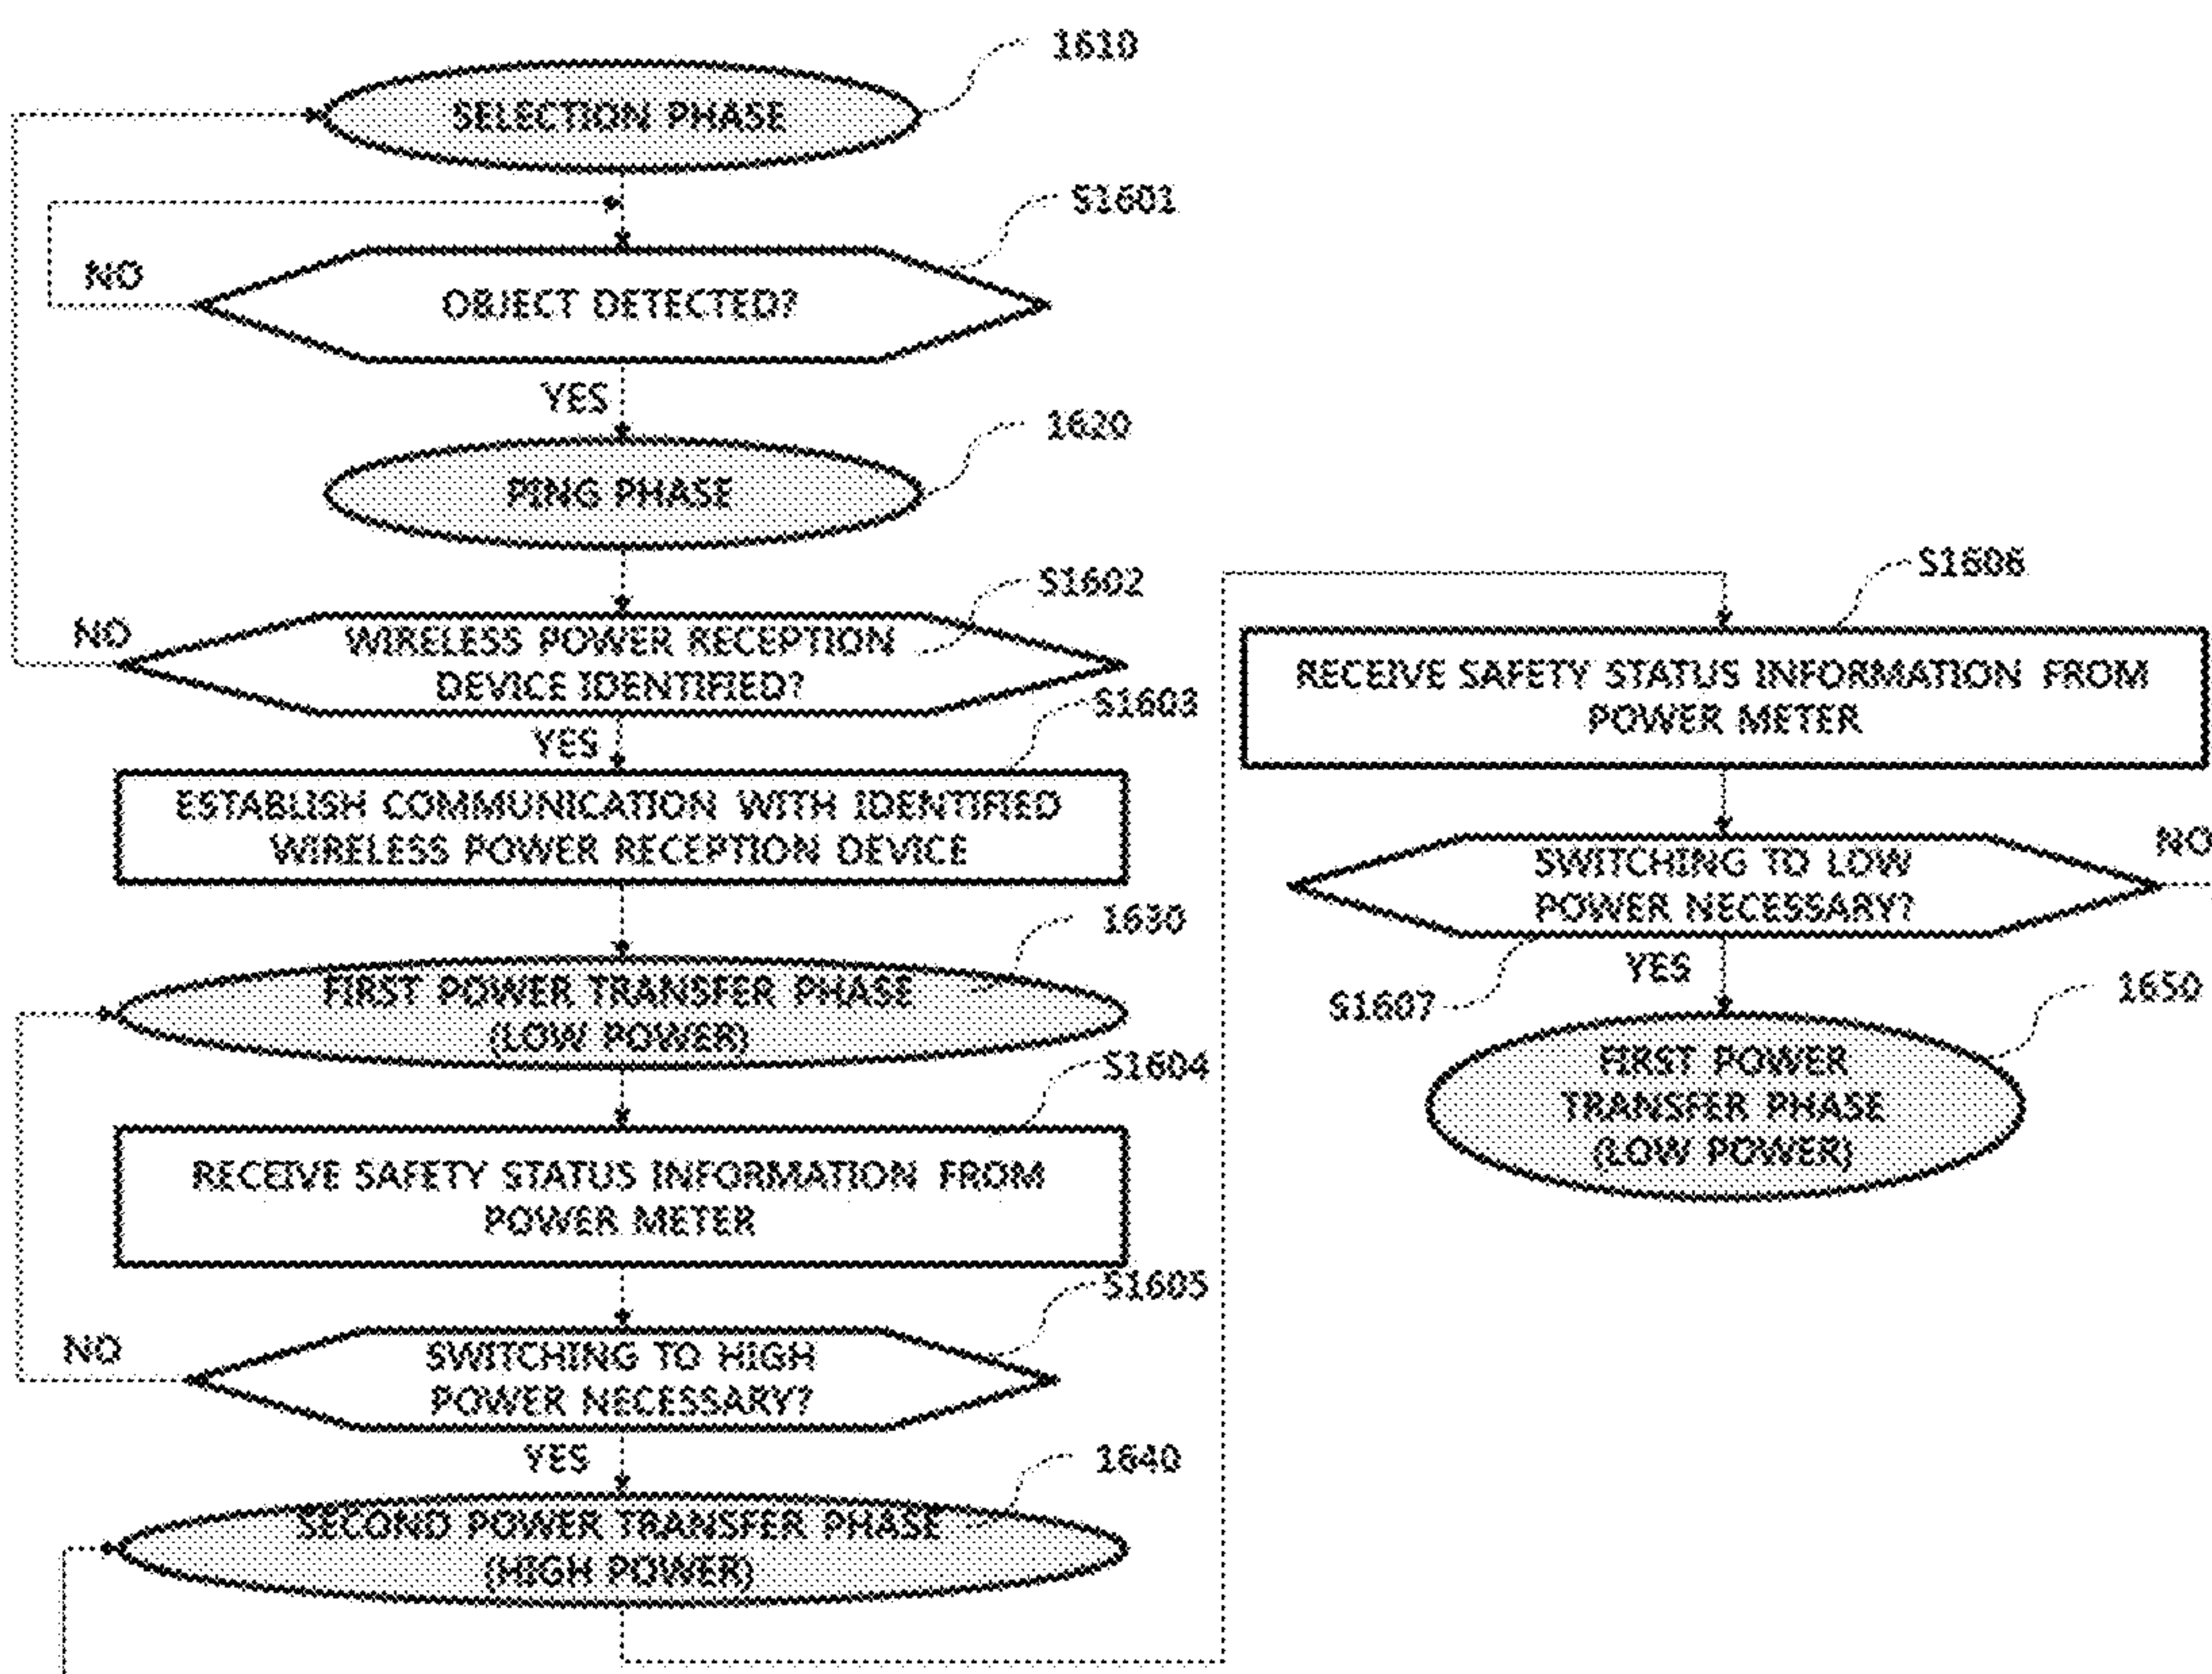 1610
SELECTION PHASE
S1601
NO
OBJECT DETECTED?
YES
1620
PING PHASE
S1602
NO
WIRELESS POWER RECEPTION
DEVICE IDENTIFIED?
S1603
YES
ESTABLISH COMMUNICATION WITH IDENTIFIED
WIRELESS POWER RECEPTION DEVICE
1630
FIRST POWER TRANSFER PHASE
(LOW POWER)
S1604
RECEIVE SAFETY STATUS INFORMATION FROM
POWER METER
S1605
NO
SWITCHING TO HIGH
POWER NECESSARY?
YES
1640
SECOND POWER TRANSFER PHASE
(HIGH POWER)
S1606
RECEIVE SAFETY STATUS INFORMATION FROM
POWER METER
NO
SWITCHING TO LOW
POWER NECESSARY?
YES
S1607
1650
FIRST POWER
TRANSFER PHASE
(LOW POWER)